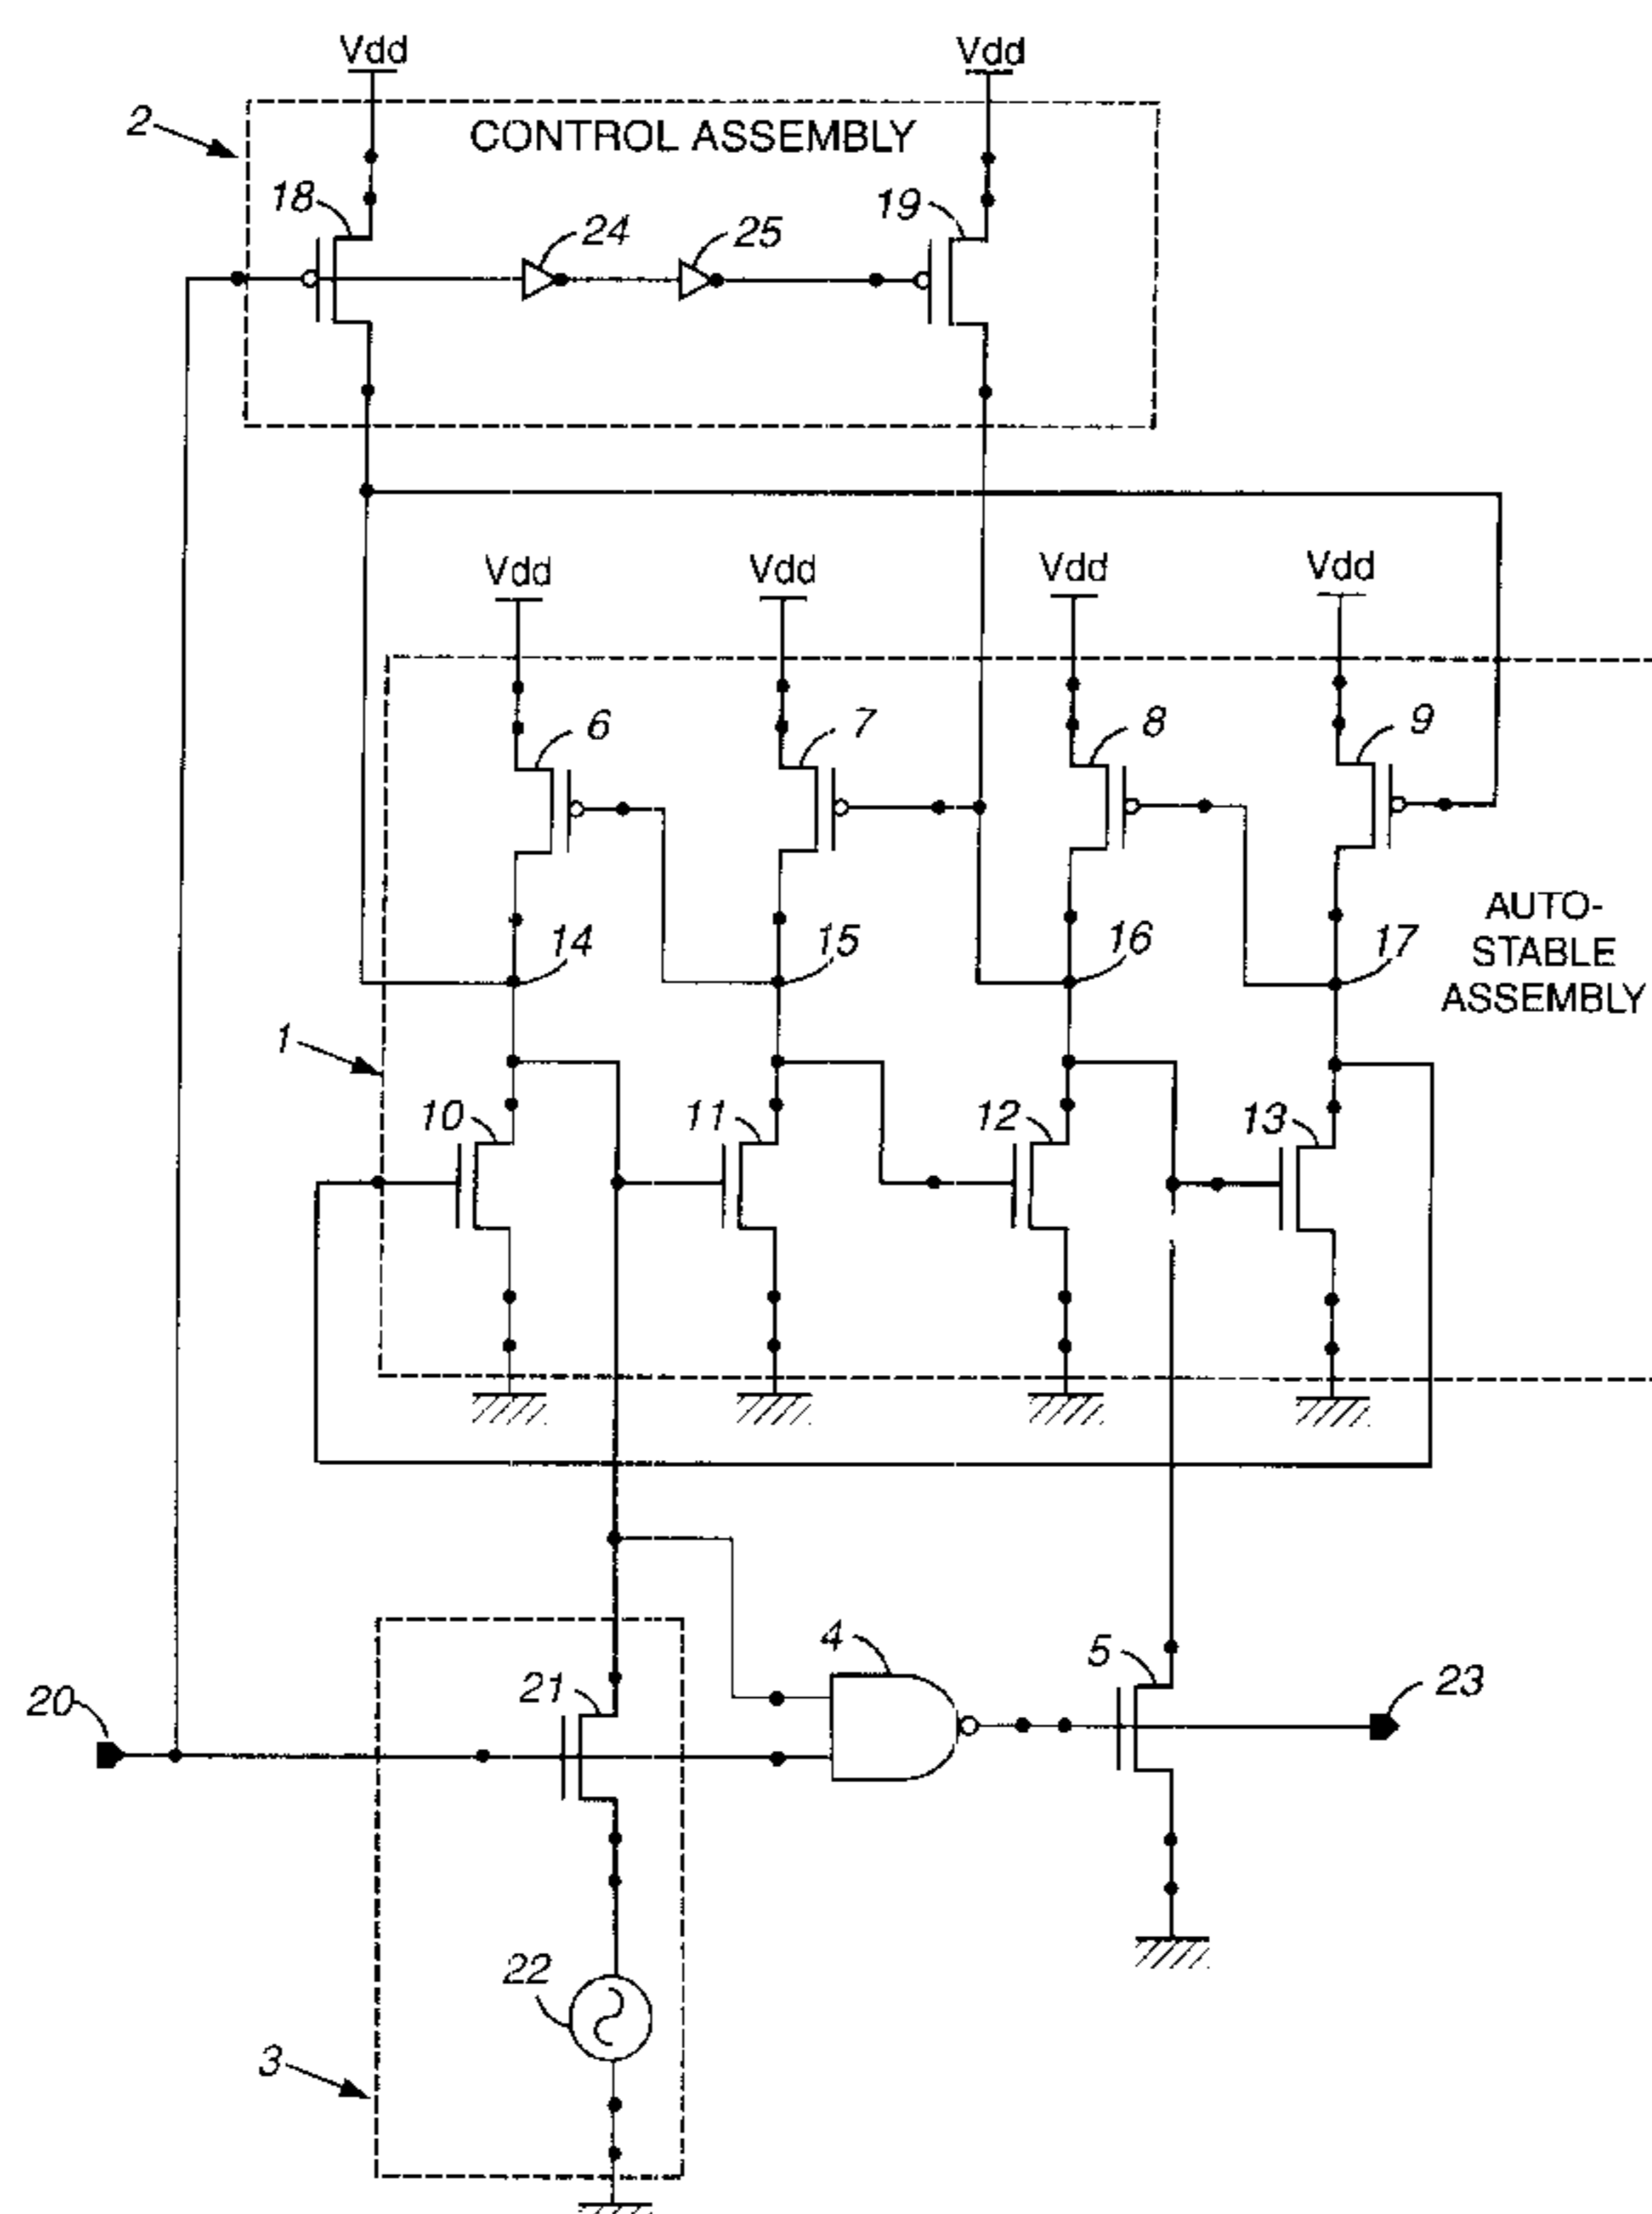 Vdd Vdd
2
CONTROL ASSEMBLY
18 24 25 19
Vdd Vdd Vdd Vdd
6 7 8 9
AUTO-
STABLE
ASSEMBLY
14 15 16 17
1
10 11 12 13
4
5
21
20
23
22
3